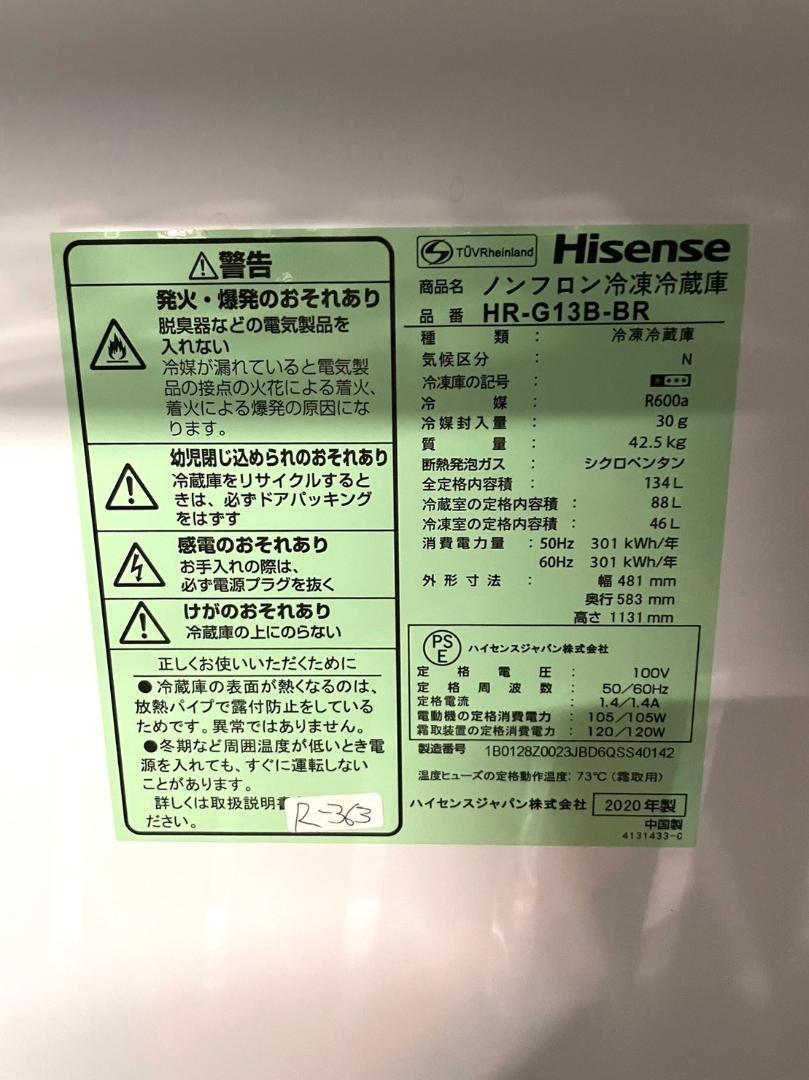 ⚠警告
発火・爆発のおそれあり
脱臭器などの電気製品を
入れない
冷媒が漏れていると電気製
品の接点の火花による着火、
着火による爆発の原因にな
ります。
幼児閉じ込められのおそれあり
冷蔵庫をリサイクルすると
きは、必ずドアパッキング
をはずす
感電のおそれあり
お手入れの際は、
必ず電源プラグを抜く
けがのおそれあり
冷蔵庫の上にのらない
正しくお使いいただくために
●冷蔵庫の表面が熱くなるのは、
放熱パイプで露付防止をしている
ためです。異常ではありません。
●冬期など周囲温度が低いとき電
源を入れても、すぐに運転しない
ことがあります。
詳しくは取扱説明書
ださい。
R-363
TÜVRheinland Hisense
商品名 ノンフロン冷凍冷蔵庫
品番 HR-G13B-BR
種類 : 冷凍冷蔵庫
気候区分 : N
冷凍庫の記号 :
冷媒 : R600a
冷媒封入量 : 30g
質量 : 42.5kg
断熱発泡ガス : シクロペンタン
全定格内容積 : 134L
冷蔵室の定格内容積 : 88L
冷凍室の定格内容積 : 46L
消費電力量 : 50Hz 301 kWh/年
60Hz 301 kWh/年
外形寸法 : 幅 481 mm
奥行 583 mm
高さ 1131 mm
PSE ハイセンスジャパン株式会社
定格電圧 : 100V
定格周波数 : 50/60Hz
定格電流 : 1.4/1.4A
電動機の定格消費電力 : 105/105W
霜取装置の定格消費電力 : 120/120W
製造番号 1B0128Z0023JBD6QSS40142
温度ヒューズの定格動作温度: 73℃(霜取用)
ハイセンスジャパン株式会社 2020年製
中国製
4131433-C